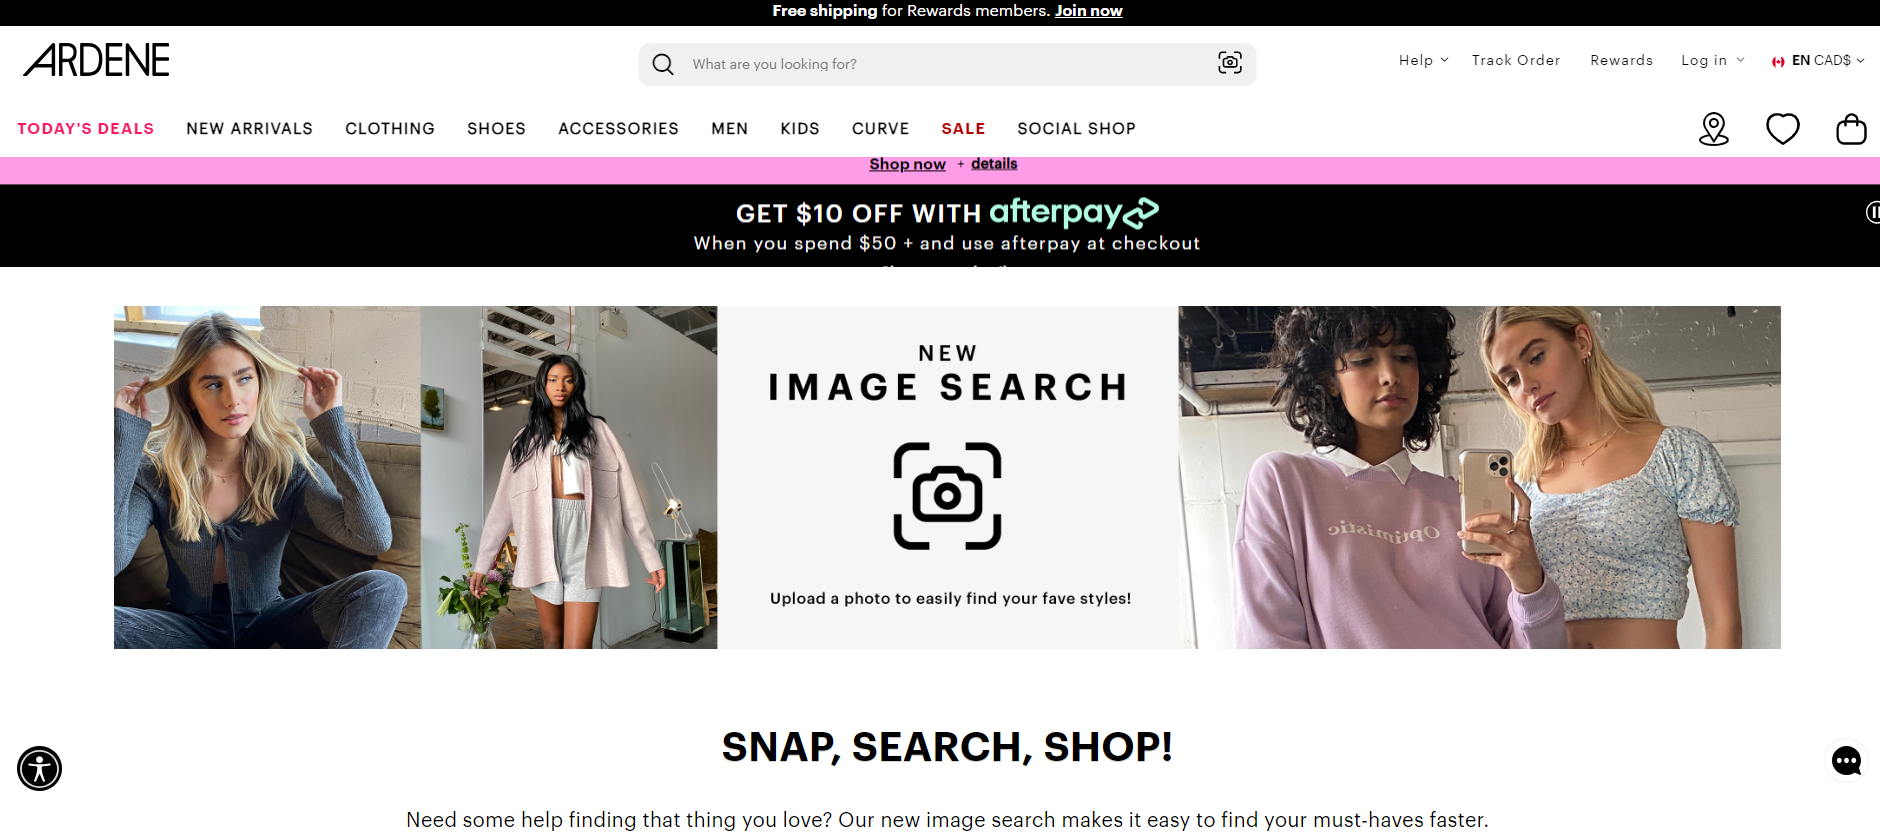 Free shipping for Rewards members. Join now
ARDENE
What are you looking for?
Help
Track Order
Rewards
Log in
EN CAD$
TODAY'S DEALS
NEW ARRIVALS
CLOTHING
SHOES
ACCESSORIES
MEN
KIDS
CURVE
SALE
SOCIAL SHOP
Shop now + details
GET $10 OFF WITH afterpay
When you spend $50 + and use afterpay at checkout
NEW
IMAGE SEARCH
Upload a photo to easily find your fave styles!
Optimistic
SNAP, SEARCH, SHOP!
Need some help finding that thing you love? Our new image search makes it easy to find your must-haves faster.